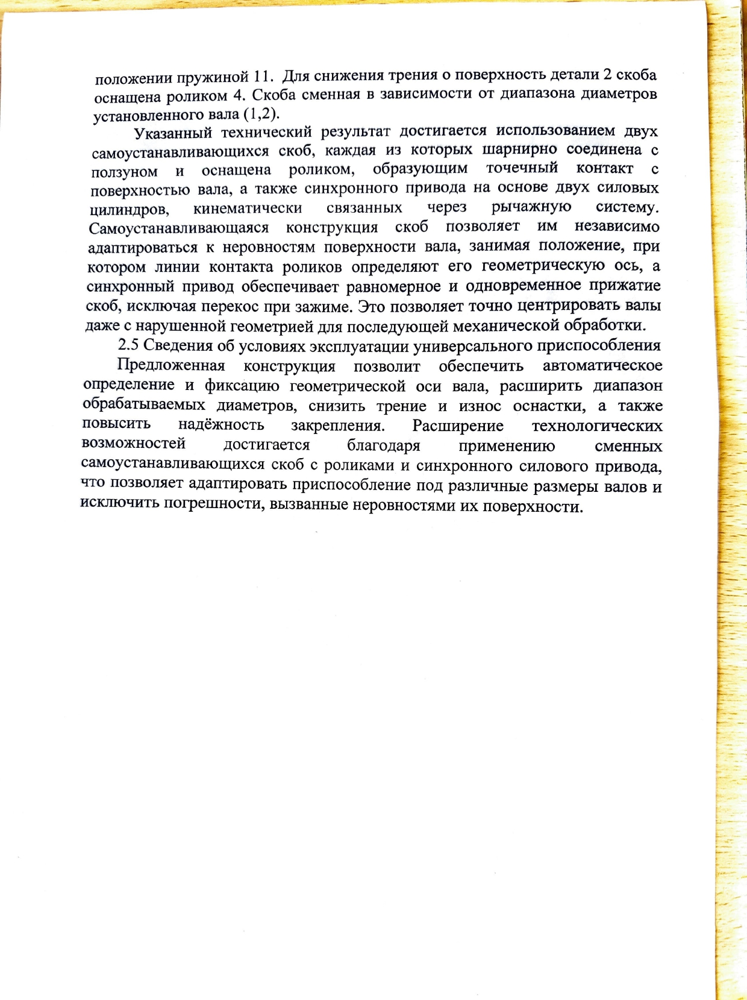 положении пружиной 11. Для снижения трения о поверхность детали 2 скоба
оснащена роликом 4. Скоба сменная в зависимости от диапазона диаметров
установленного вала (1,2).
Указанный технический результат достигается использованием двух
самоустанавливающихся скоб, каждая из которых шарнирно соединена с
ползуном и оснащена роликом, образующим точечный контакт с
поверхностью вала, а также синхронного привода на основе двух силовых
цилиндров, кинематически связанных через рычажную систему.
Самоустанавливающаяся конструкция скоб позволяет им независимо
адаптироваться к неровностям поверхности вала, занимая положение, при
котором линии контакта роликов определяют его геометрическую ось, а
синхронный привод обеспечивает равномерное и одновременное прижатие
скоб, исключая перекос при зажиме. Это позволяет точно центрировать валы
даже с нарушенной геометрией для последующей механической обработки.
2.5 Сведения об условиях эксплуатации универсального приспособления
Предложенная конструкция позволит обеспечить автоматическое
определение и фиксацию геометрической оси вала, расширить диапазон
обрабатываемых диаметров, снизить трение и износ оснастки, а также
повысить надёжность закрепления. Расширение технологических
возможностей достигается благодаря применению сменных
самоустанавливающихся скоб с роликами и синхронного силового привода,
что позволяет адаптировать приспособление под различные размеры валов и
исключить погрешности, вызванные неровностями их поверхности.